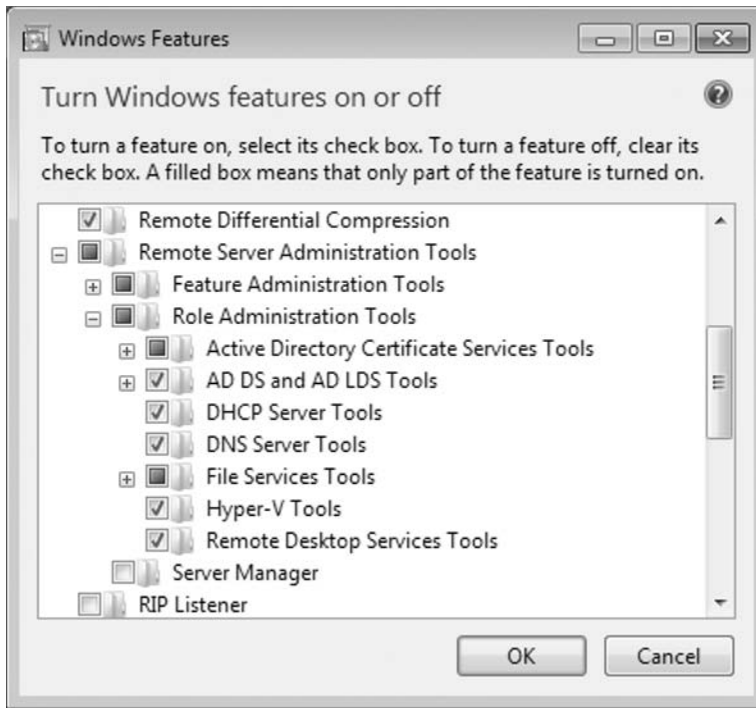 Windows Features
Turn Windows features on or off
To turn a feature on, select its check box. To turn a feature off, clear its
check box. A filled box means that only part of the feature is turned on.
Remote Differential Compression
Remote Server Administration Tools
Feature Administration Tools
Role Administration Tools
Active Directory Certificate Services Tools
AD DS and AD LDS Tools
DHCP Server Tools
DNS Server Tools
File Services Tools
Hyper-V Tools
Remote Desktop Services Tools
Server Manager
RIP Listener
OK Cancel